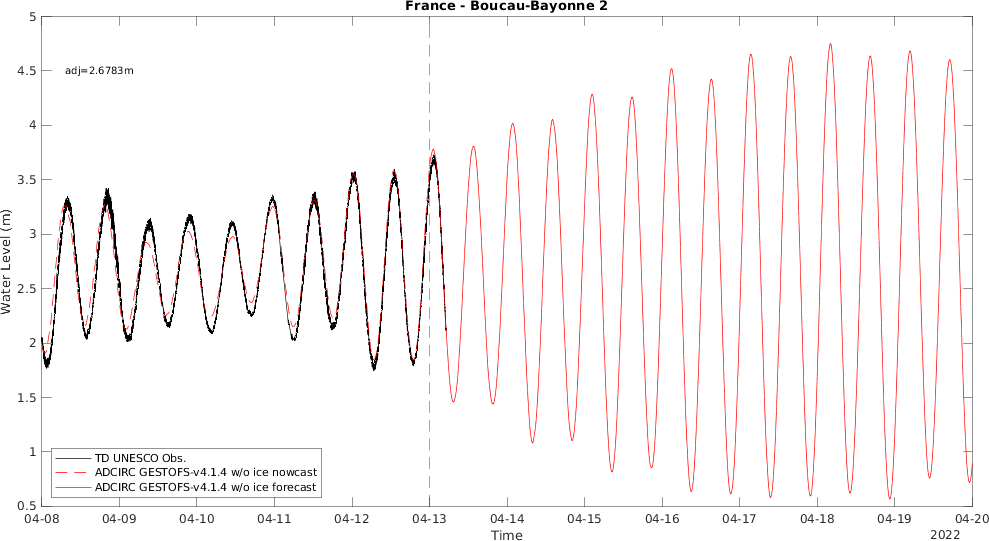 France - Boucau-Bayonne 2
5
4.5
4
3.5
3
2.5
2
1.5
1
0.5
Water Level (m)
adj=2.6783m
TD UNESCO Obs.
ADCIRC GESTOFS-v4.1.4 w/o ice nowcast
ADCIRC GESTOFS-v4.1.4 w/o ice forecast
04-08 04-09 04-10 04-11 04-12 04-13 04-14 04-15 04-16 04-17 04-18 04-19 04-20
Time
2022